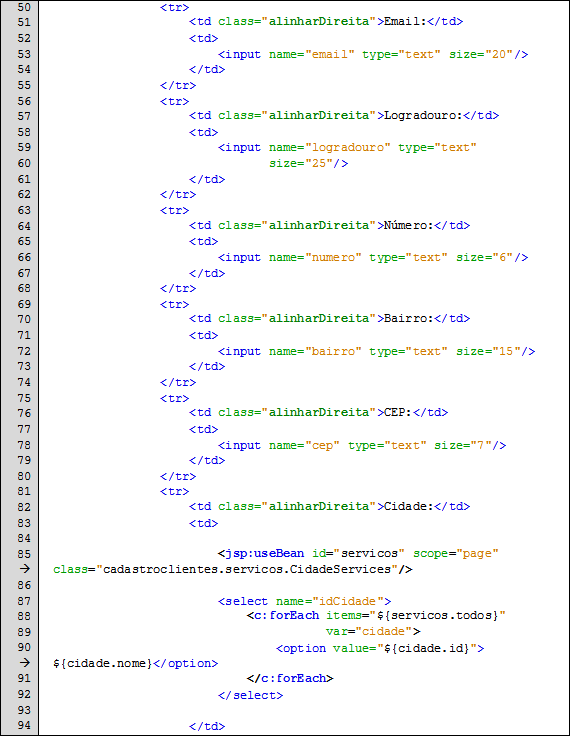 50 <tr>
51 <td class="alinharDireita">Email:</td>
52 <td>
53 <input name="email" type="text" size="20"/>
54 </td>
55 </tr>
56 <tr>
57 <td class="alinharDireita">Logradouro:</td>
58 <td>
59 <input name="logradouro" type="text"
60 size="25"/>
61 </td>
62 </tr>
63 <tr>
64 <td class="alinharDireita">Número:</td>
65 <td>
66 <input name="numero" type="text" size="6"/>
67 </td>
68 </tr>
69 <tr>
70 <td class="alinharDireita">Bairro:</td>
71 <td>
72 <input name="bairro" type="text" size="15"/>
73 </td>
74 </tr>
75 <tr>
76 <td class="alinharDireita">CEP:</td>
77 <td>
78 <input name="cep" type="text" size="7"/>
79 </td>
80 </tr>
81 <tr>
82 <td class="alinharDireita">Cidade:</td>
83 <td>
84
85 <jsp:useBean id="servicos" scope="page"
→ class="cadastroclientes.servicos.CidadeServices"/>
86
87 <select name="idCidade">
88 <c:forEach items="${servicos.todos}"
89 var="cidade">
90 <option value="${cidade.id}">
→ ${cidade.nome}</option>
91 </c:forEach>
92 </select>
93
94 </td>